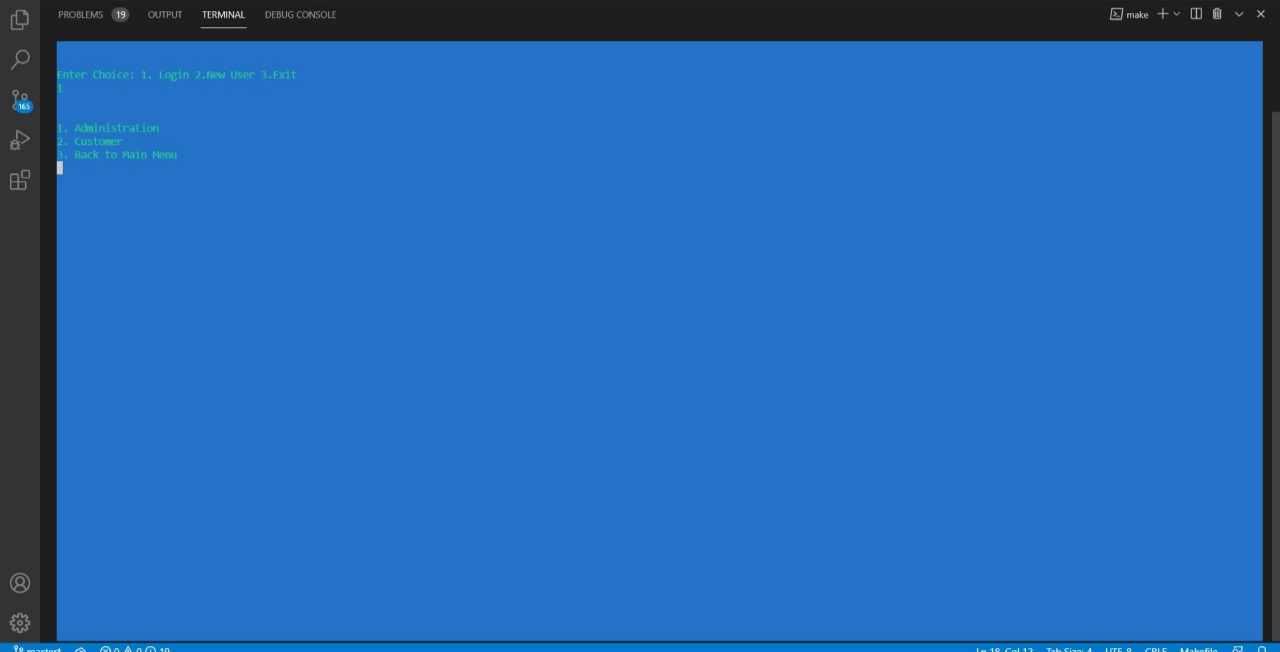 PROBLEMS 19 OUTPUT TERMINAL DEBUG CONSOLE make
Enter Choice: 1. Login 2.New User 3.Exit
1
1. Administration
2. Customer
3. Back to Main Menu
165
master* 0 0 19 Ln 18, Col 12 Tab Size: 4 UTF-8 CRLF Makefile